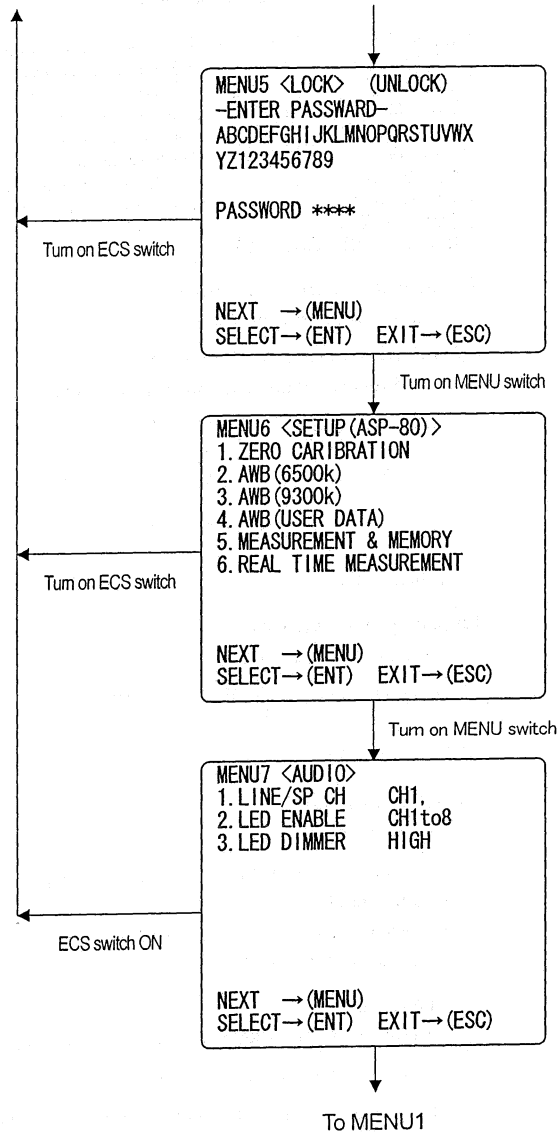 MENU5 <LOCK> (UNLOCK)
-ENTER PASSWARD-
ABCDEFGHIJKLMNOPQRSTUVWX
YZ123456789
PASSWORD ****
Turn on ECS switch
NEXT →(MENU)
SELECT→(ENT) EXIT→(ESC)
Turn on MENU switch
MENU6 <SETUP(ASP-80)>
1. ZERO CARIBRATION
2. AWB(6500k)
3. AWB(9300k)
4. AWB(USER DATA)
5. MEASUREMENT & MEMORY
6. REAL TIME MEASUREMENT
Turn on ECS switch
NEXT →(MENU)
SELECT→(ENT) EXIT→(ESC)
Turn on MENU switch
MENU7 <AUDIO>
1. LINE/SP CH CH1,
2. LED ENABLE CH1to8
3. LED DIMMER HIGH
ECS switch ON
NEXT →(MENU)
SELECT→(ENT) EXIT→(ESC)
To MENU1